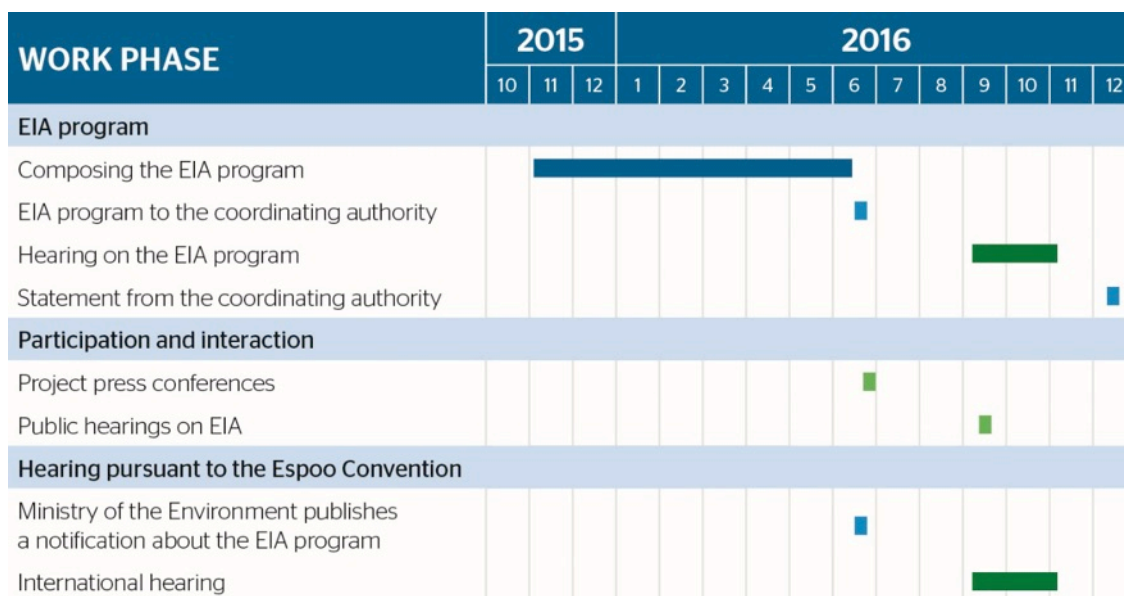 WORK PHASE
2015 2016
10 11 12 1 2 3 4 5 6 7 8 9 10 11 12
EIA program
Composing the EIA program
EIA program to the coordinating authority
Hearing on the EIA program
Statement from the coordinating authority
Participation and interaction
Project press conferences
Public hearings on EIA
Hearing pursuant to the Espoo Convention
Ministry of the Environment publishes
a notification about the EIA program
International hearing